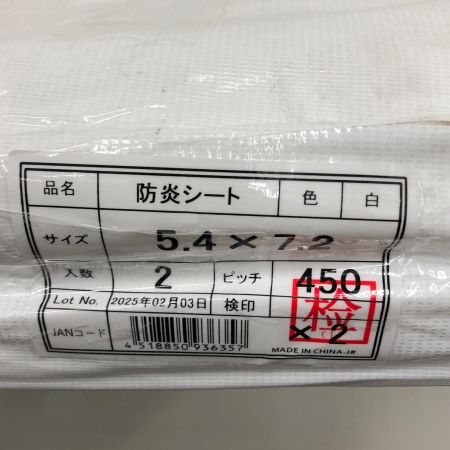 品名 防炎シート 色 白
サイズ 5.4 × 7.2
入数 2 ピッチ 450
Lot No. 2025年02月03日 検印 検 × 2
JANコード 4 518850 936357
MADE IN CHINA-J#